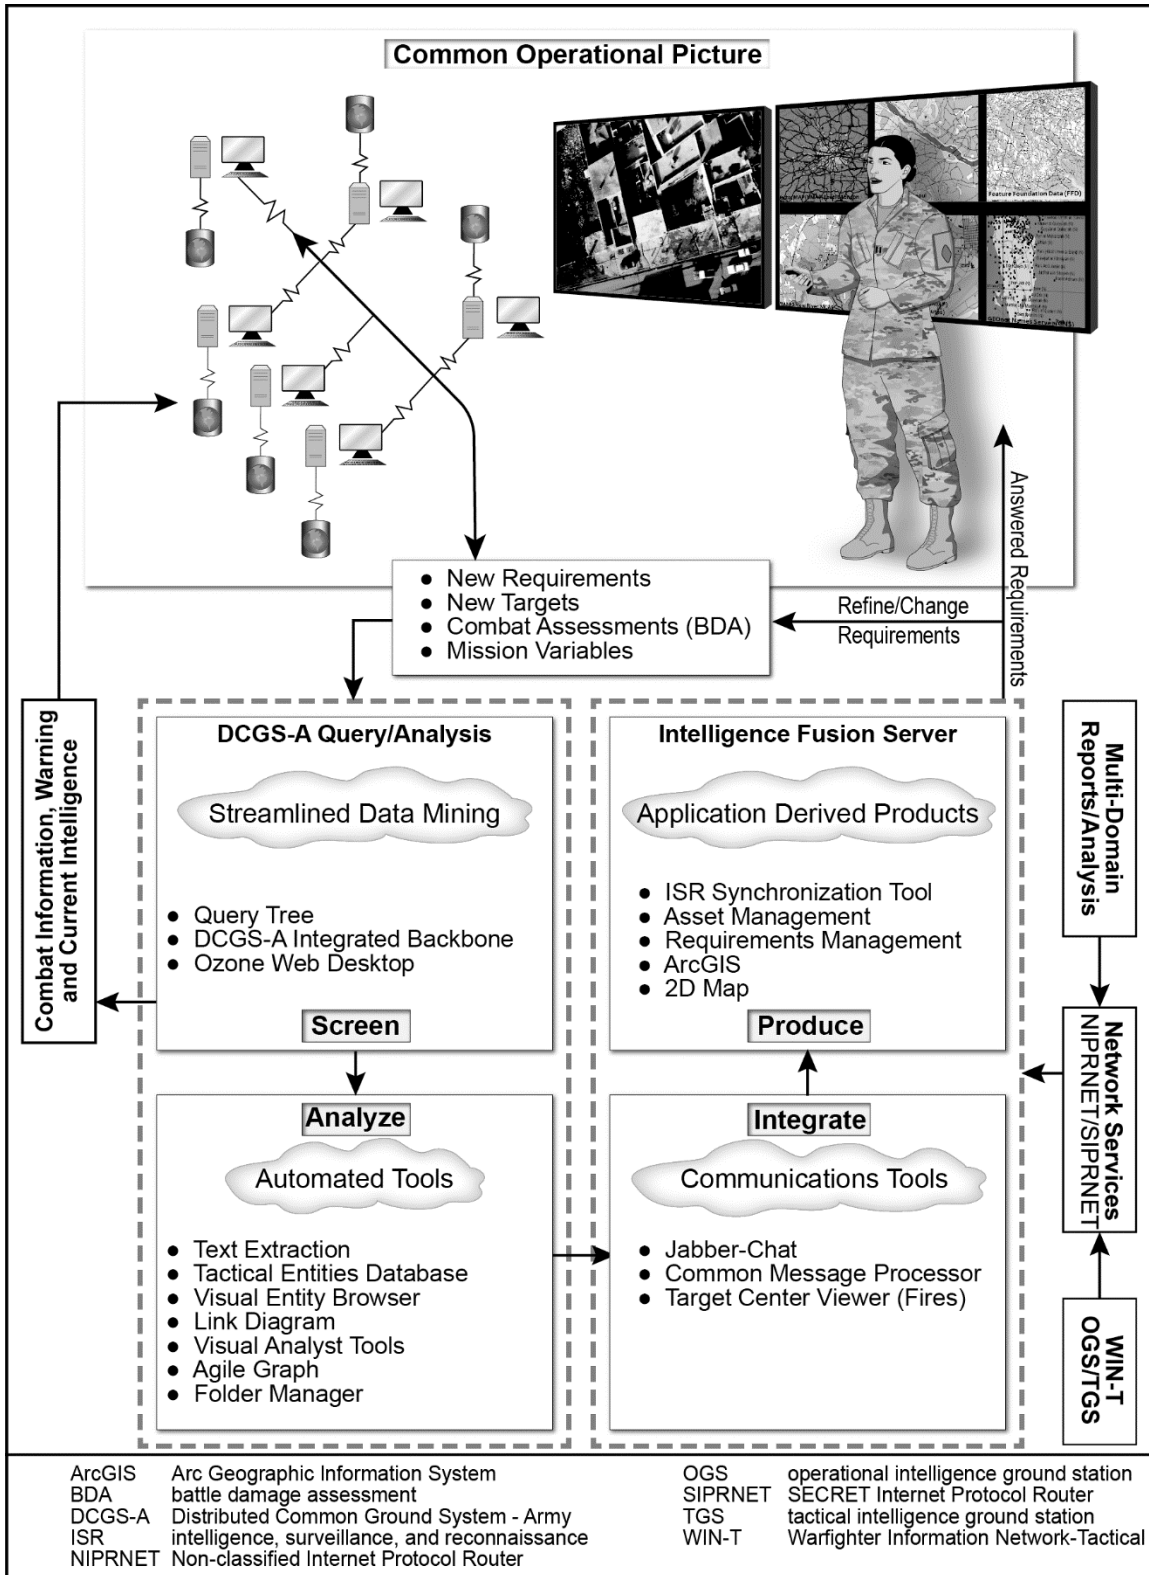 Common Operational Picture
Feature Foundation Data (FFD)
● New Requirements
● New Targets
● Combat Assessments (BDA)
● Mission Variables
Refine/Change
Requirements
Answered Requirements
Combat Information, Warning
and Current Intelligence
DCGS-A Query/Analysis
Streamlined Data Mining
● Query Tree
● DCGS-A Integrated Backbone
● Ozone Web Desktop
Screen
Intelligence Fusion Server
Application Derived Products
● ISR Synchronization Tool
● Asset Management
● Requirements Management
● ArcGIS
● 2D Map
Produce
Multi-Domain
Reports/Analysis
Network Services
NIPRNET/SIPRNET
Analyze
Automated Tools
● Text Extraction
● Tactical Entities Database
● Visual Entity Browser
● Link Diagram
● Visual Analyst Tools
● Agile Graph
● Folder Manager
Integrate
Communications Tools
● Jabber-Chat
● Common Message Processor
● Target Center Viewer (Fires)
WIN-T
OGS/TGS
ArcGIS Arc Geographic Information System
BDA battle damage assessment
DCGS-A Distributed Common Ground System - Army
ISR intelligence, surveillance, and reconnaissance
NIPRNET Non-classified Internet Protocol Router
OGS operational intelligence ground station
SIPRNET SECRET Internet Protocol Router
TGS tactical intelligence ground station
WIN-T Warfighter Information Network-Tactical